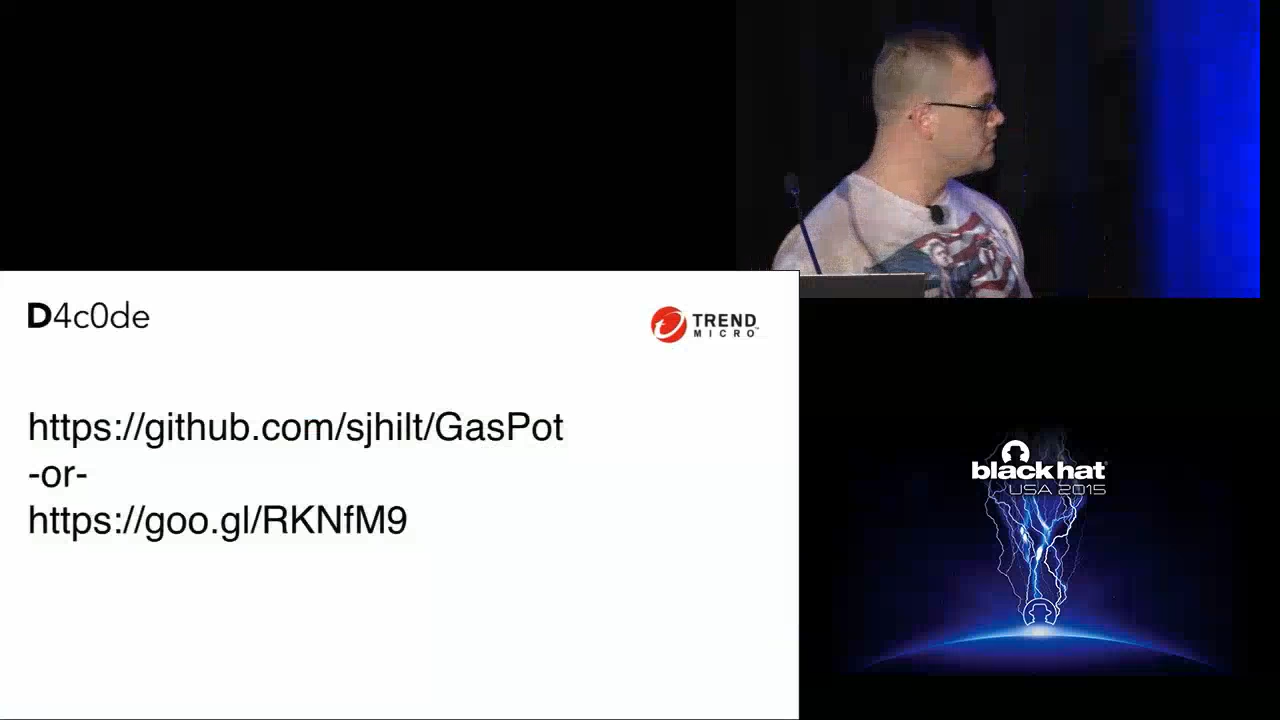 D4c0de
TREND
MICRO
https://github.com/sjhilt/GasPot
-or-
https://goo.gl/RKNfM9
black hat
USA 2015